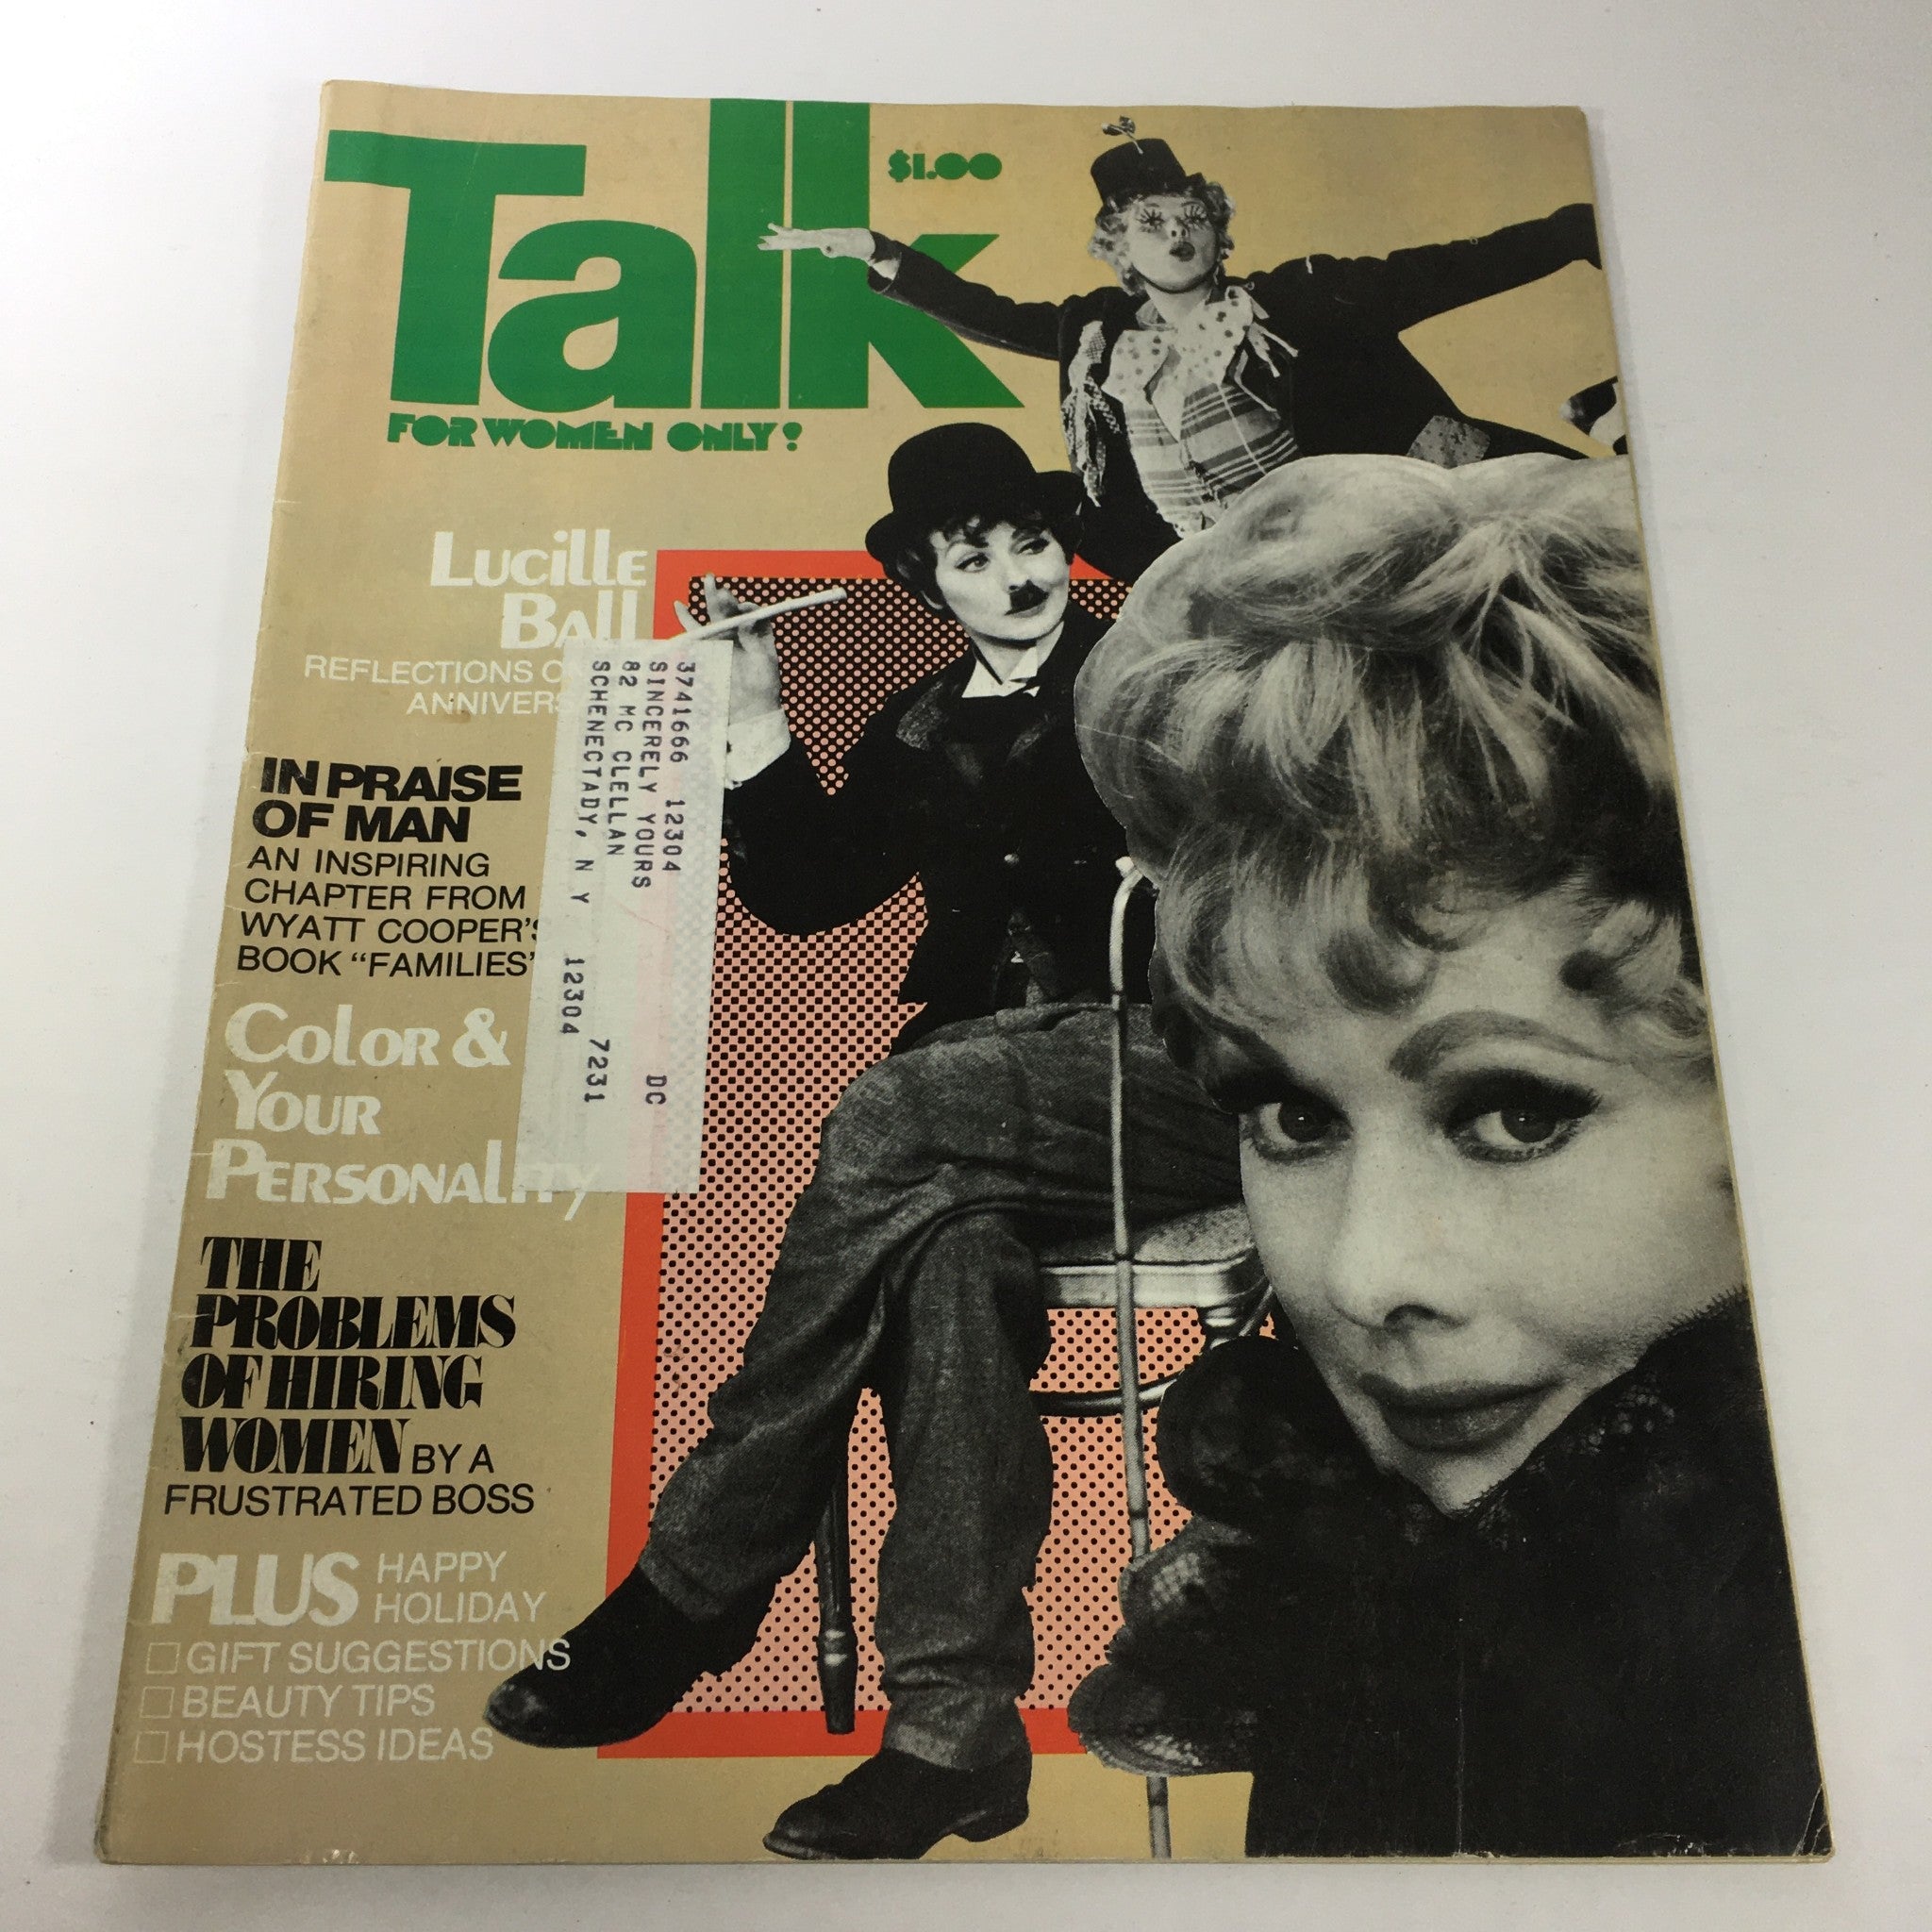 Talk
$1.00
FOR WOMEN ONLY!
Lucille
Ball
REFLECTIONS
IN PRAISE
OF MAN
AN INSPIRING
CHAPTER FROM
WYATT COOPER'S
BOOK "FAMILIES"
Color &
Your
Personality
THE
PROBLEMS
OF HIRING
WOMEN BY A
FRUSTRATED BOSS
PLUS HAPPY
HOLIDAY
GIFT SUGGESTIONS
BEAUTY TIPS
HOSTESS IDEAS
3741666 12304 DC
SINCERELY YOURS
82 MC CLELLAN 7231
SCHENECTADY, N Y 12304